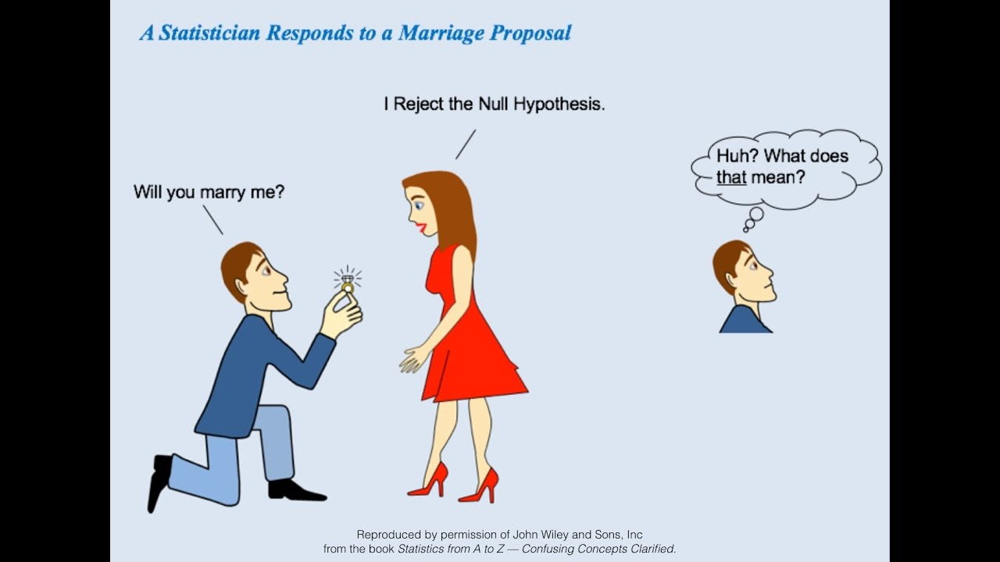 A Statistician Responds to a Marriage Proposal
I Reject the Null Hypothesis.
Will you marry me?
Huh? What does
that mean?
Reproduced by permission of John Wiley and Sons, Inc
from the book Statistics from A to Z — Confusing Concepts Clarified.